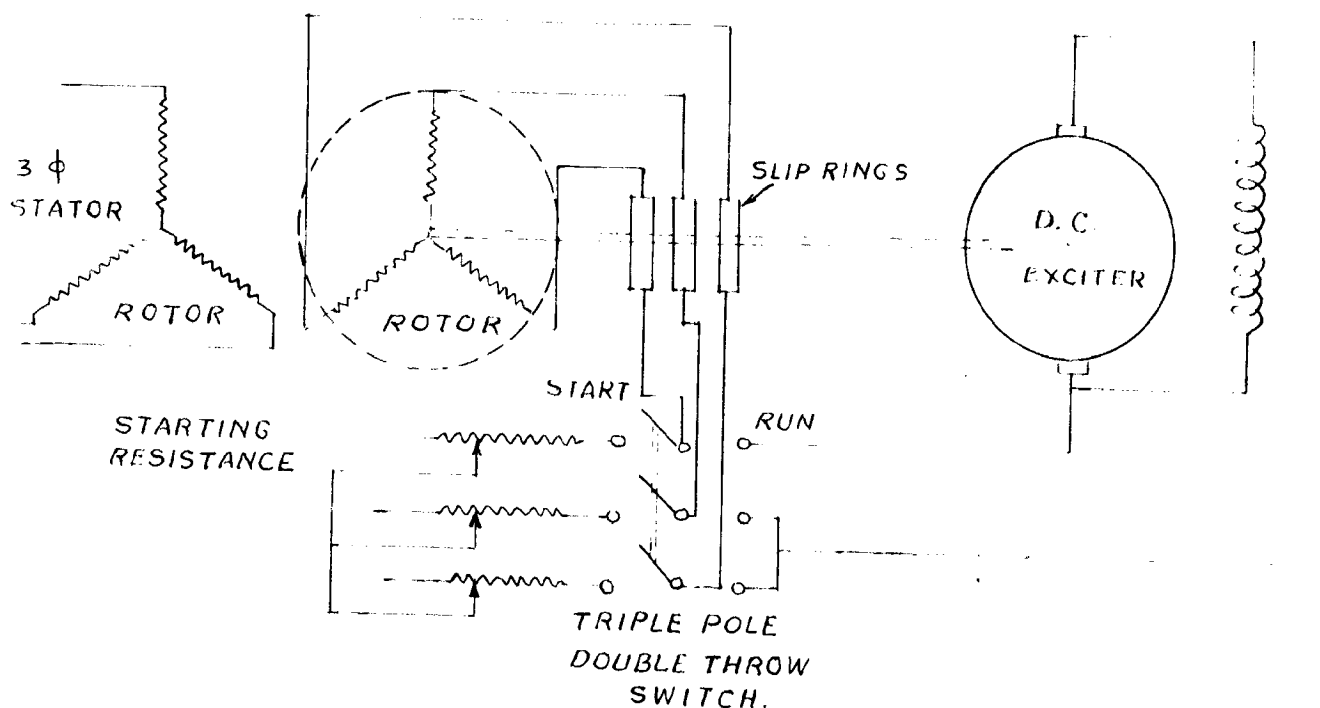 3 ϕ
STATOR
ROTOR
ROTOR
SLIP RINGS
D.C.
EXCITER
START
RUN
STARTING
RESISTANCE
TRIPLE POLE
DOUBLE THROW
SWITCH.